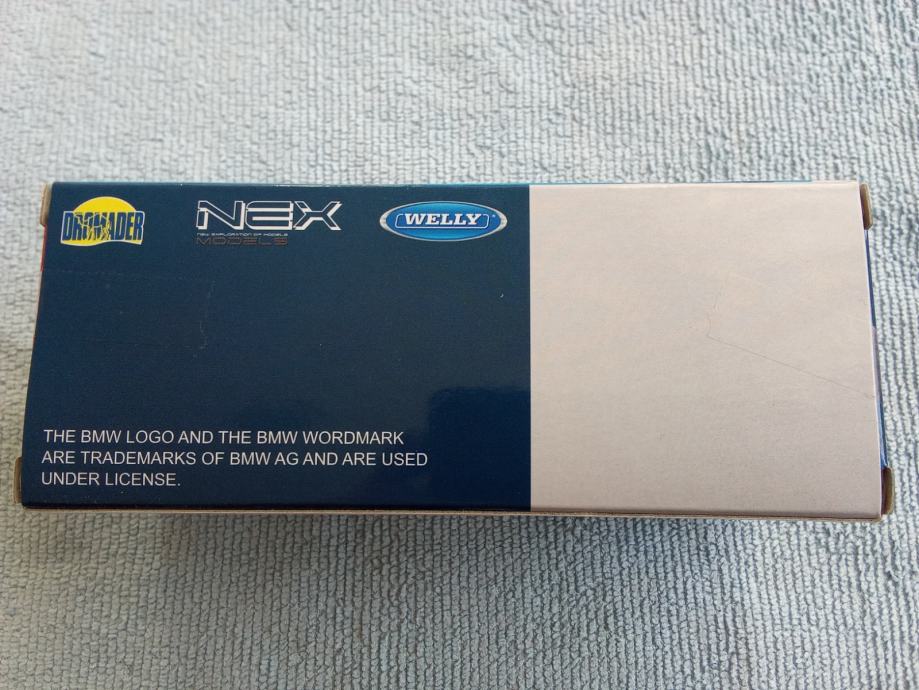 DROMADER
NEX
NEW EXPLORATION OF MODELS
MODELS
WELLY
THE BMW LOGO AND THE BMW WORDMARK
ARE TRADEMARKS OF BMW AG AND ARE USED
UNDER LICENSE.